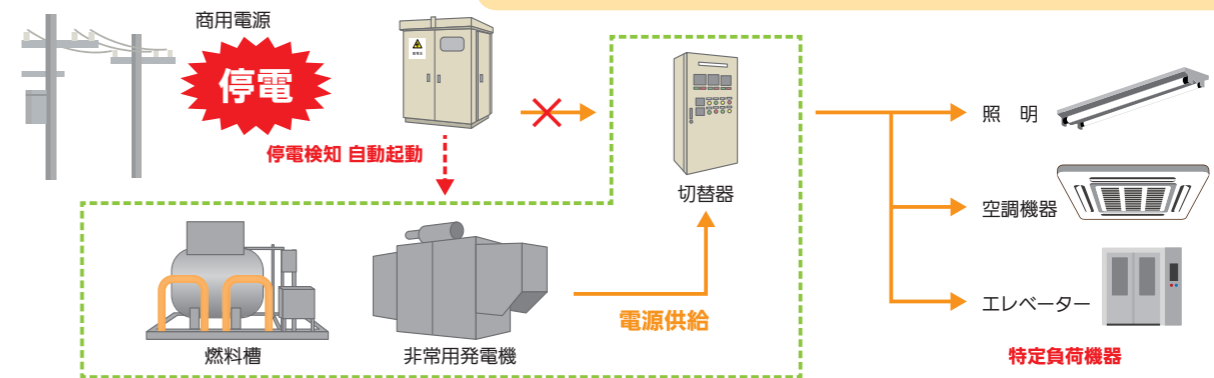 商用電源
停電
停電検知 自動起動
切替器
照　明
空調機器
エレベーター
特定負荷機器
電源供給
燃料槽
非常用発電機